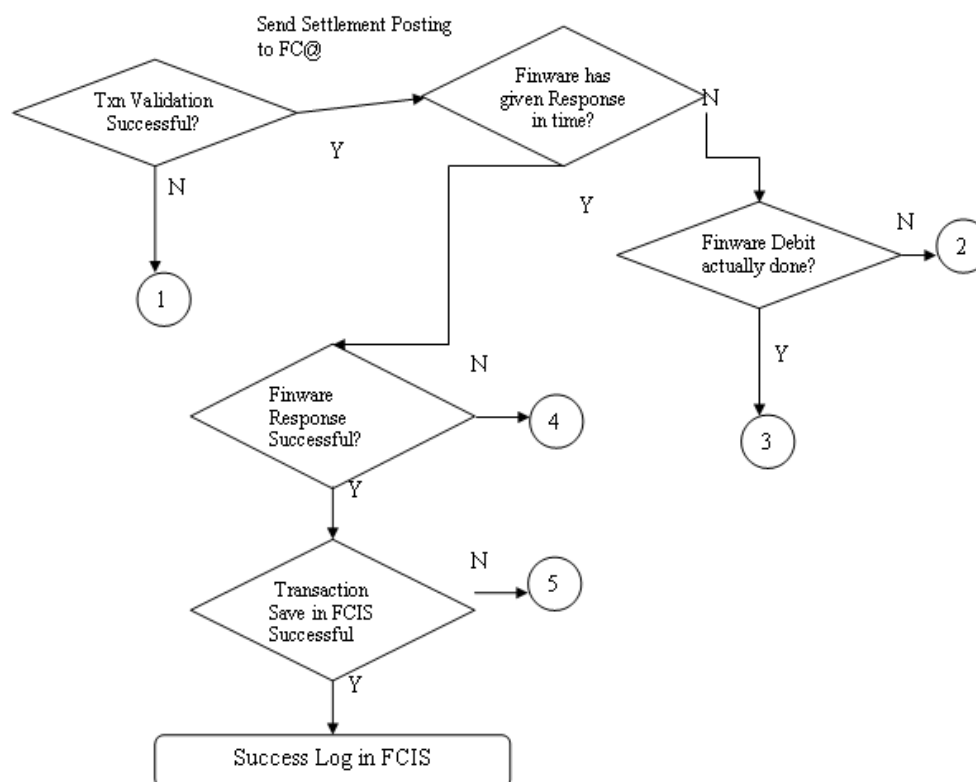 Send Settlement Posting
to FC@
Txn Validation
Successful?
Y
N
1
Finware has
given Response
in time?
N
Y
Finware Debit
actually done?
N
2
Y
3
Finware
Response
Successful?
N
4
Y
Transaction
Save in FCIS
Successful
N
5
Y
Success Log in FCIS